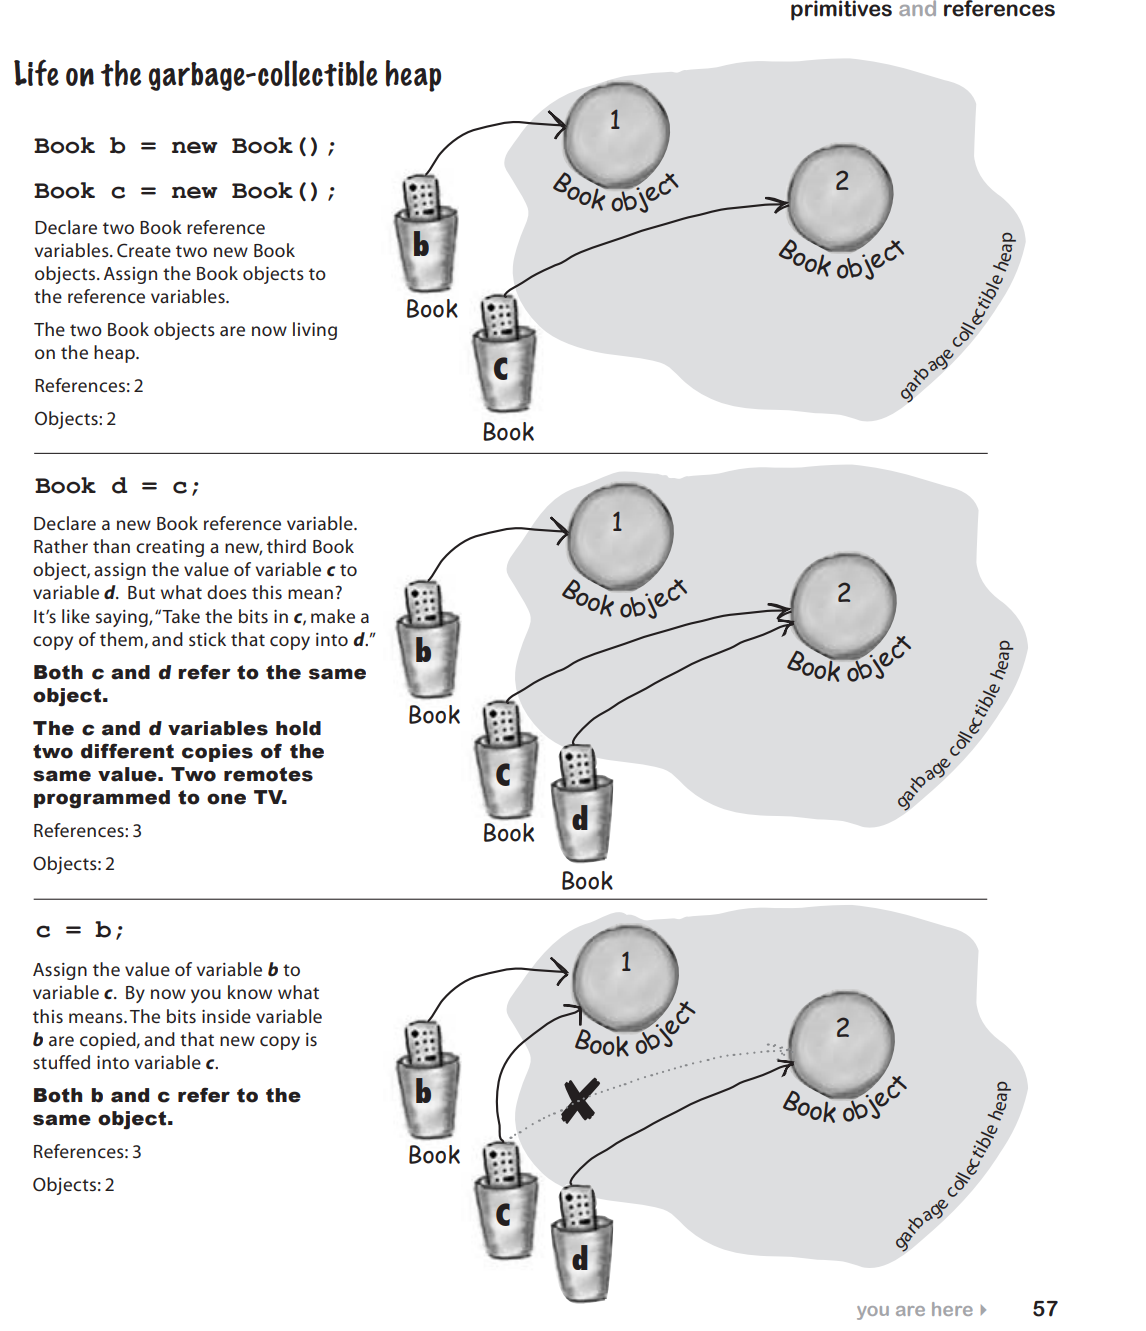 primitives and references
Life on the garbage-collectible heap
Book b = new Book();
Book c = new Book();
Declare two Book reference
variables. Create two new Book
objects. Assign the Book objects to
the reference variables.
The two Book objects are now living
on the heap.
References: 2
Objects: 2
1
Book object
2
Book object
b
Book
c
Book
garbage collectible heap
Book d = c;
Declare a new Book reference variable.
Rather than creating a new, third Book
object, assign the value of variable c to
variable d. But what does this mean?
It’s like saying, “Take the bits in c, make a
copy of them, and stick that copy into d.”
Both c and d refer to the same
object.
The c and d variables hold
two different copies of the
same value. Two remotes
programmed to one TV.
References: 3
Objects: 2
1
Book object
2
Book object
b
Book
c
Book
d
Book
garbage collectible heap
c = b;
Assign the value of variable b to
variable c. By now you know what
this means. The bits inside variable
b are copied, and that new copy is
stuffed into variable c.
Both b and c refer to the
same object.
References: 3
Objects: 2
1
Book object
2
Book object
b
Book
c
d
garbage collectible heap
you are here
57